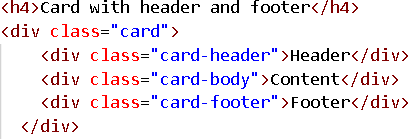 <h4>Card with header and footer</h4>
<div class="card">
<div class="card-header">Header</div>
<div class="card-body">Content</div>
<div class="card-footer">Footer</div>
</div>